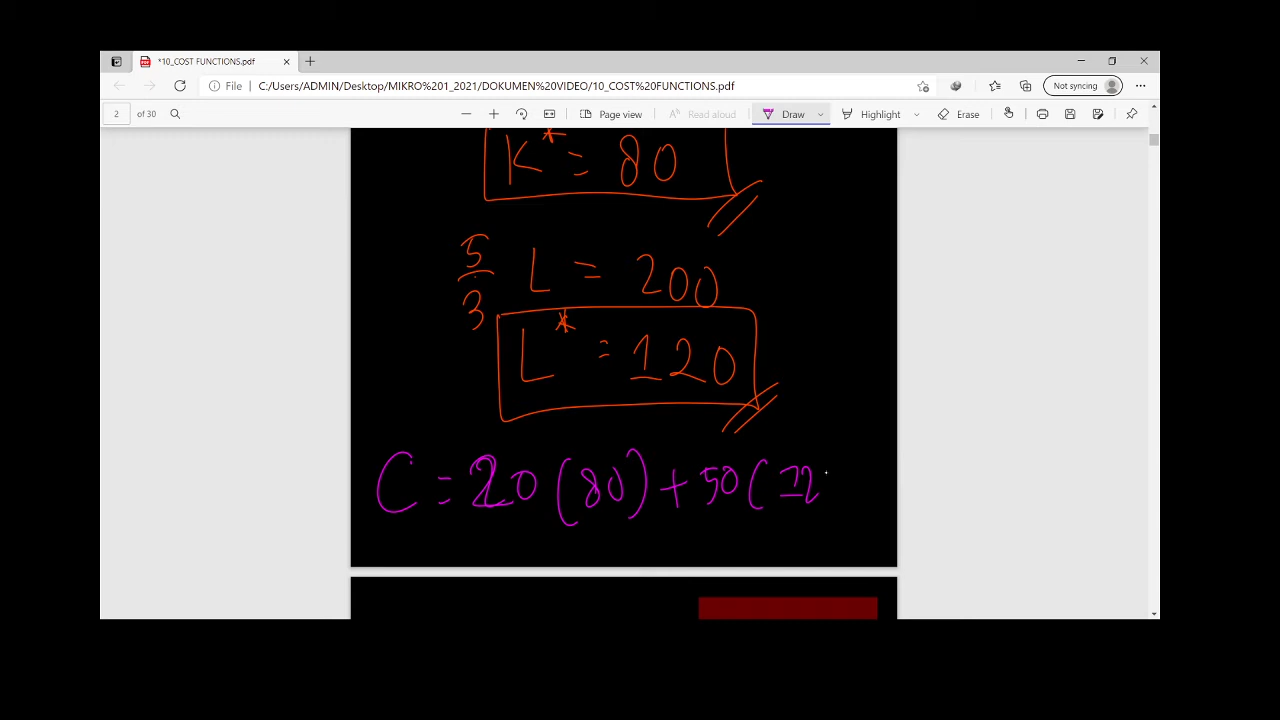 *10_COST FUNCTIONS.pdf
File C:/Users/ADMIN/Desktop/MIKRO%201_2021/DOKUMEN%20VIDEO/10_COST%20FUNCTIONS.pdf Not syncing
2 of 30 Page view Read aloud Draw Highlight Erase
K* = 80
5/3 L = 200
L* = 120
C = 20 (80) + 50 ( 12